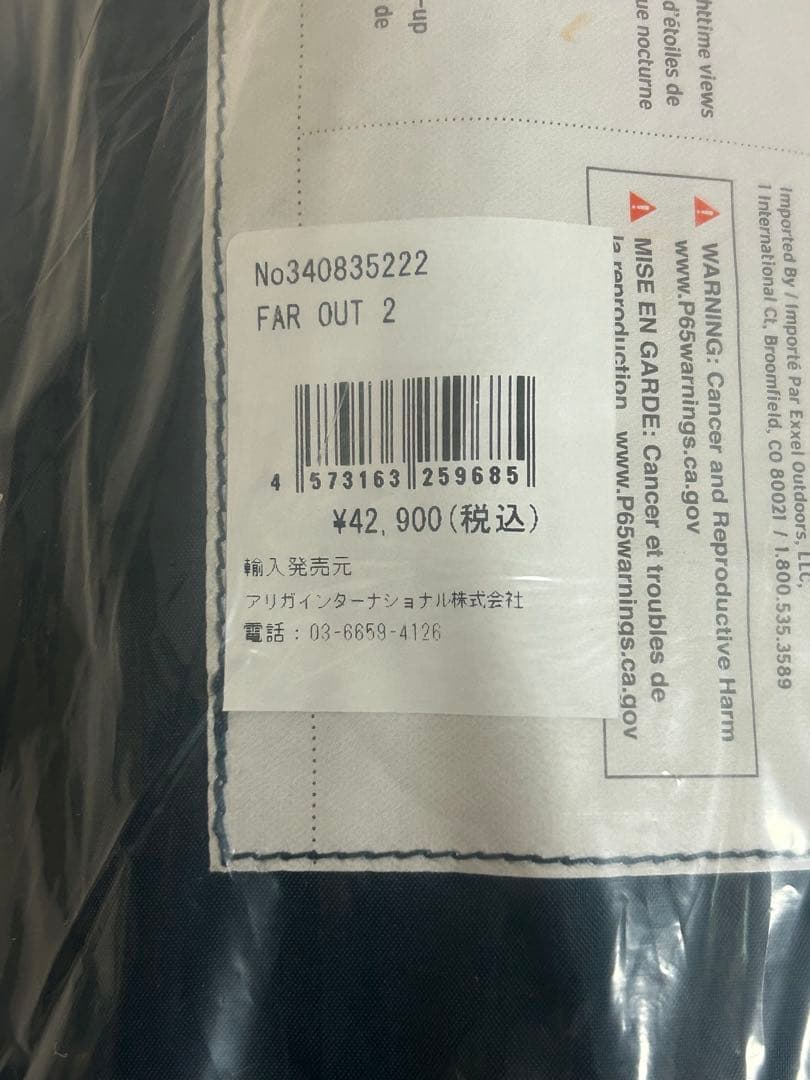 No340835222
FAR OUT 2
4 573163 259685
¥42,900(税込)
輸入発売元
アリガインターナショナル株式会社
電話：03-6659-4126
-up
de
nighttime views
d'étoiles de
nocturne
WARNING: Cancer and Reproductive Harm
www.P65warnings.ca.gov
MISE EN GARDE: Cancer et troubles de
la reproduction www.P65warnings.ca.gov
Imported By / Importé Par Exxel Outdoors, LLC,
1 International Ct, Broomfield, CO 80021 / 1.800.535.3589